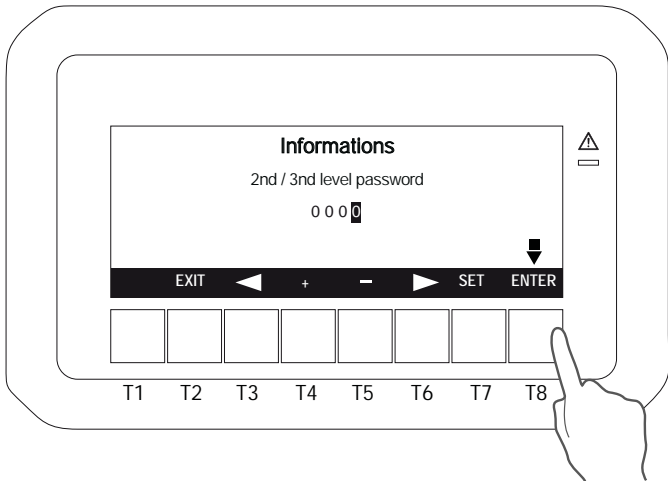 Informations
2nd / 3nd level password
0 0 0 0
EXIT + − SET ENTER
T1 T2 T3 T4 T5 T6 T7 T8